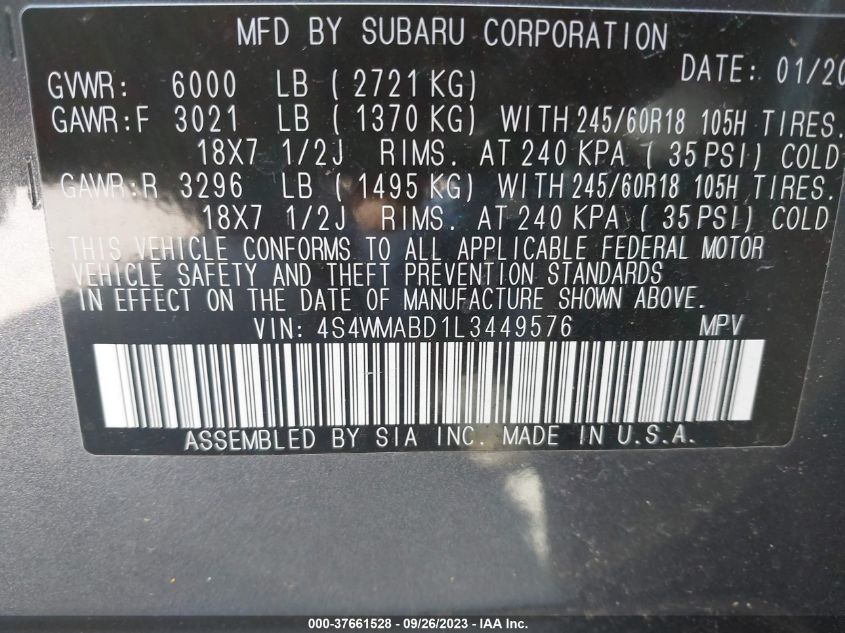 MFD BY SUBARU CORPORATION
DATE: 01/20
GVWR: 6000 LB ( 2721 KG)
GAWR:F 3021 LB ( 1370 KG) WITH 245/60R18 105H TIRES.
18X7 1/2J RIMS. AT 240 KPA ( 35 PSI) COLD
GAWR:R 3296 LB ( 1495 KG) WITH 245/60R18 105H TIRES.
18X7 1/2J RIMS. AT 240 KPA ( 35 PSI) COLD
THIS VEHICLE CONFORMS TO ALL APPLICABLE FEDERAL MOTOR
VEHICLE SAFETY AND THEFT PREVENTION STANDARDS
IN EFFECT ON THE DATE OF MANUFACTURE SHOWN ABOVE.
VIN: 4S4WMABD1L3449576 MPV
ASSEMBLED BY SIA INC. MADE IN U.S.A.
000-37661528 - 09/26/2023 - IAA Inc.